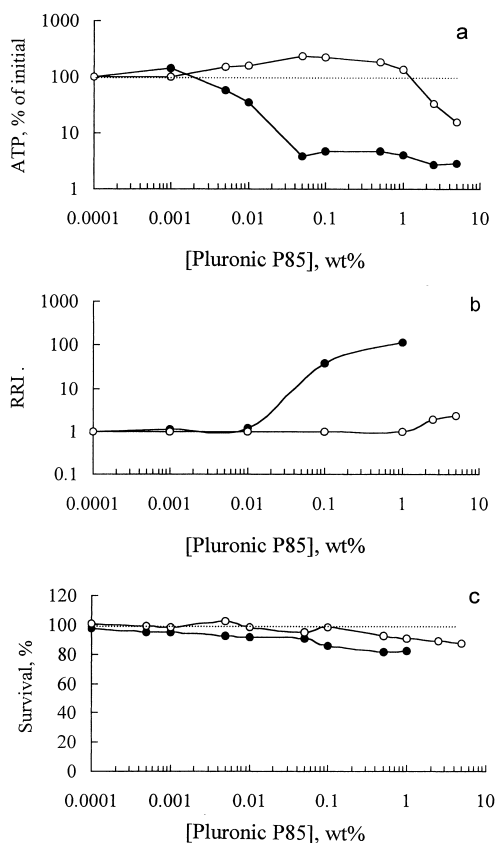 a
1000
100
10
1
ATP, % of initial
0.0001 0.001 0.01 0.1 1 10
[Pluronic P85], wt%
b
1000
100
10
1
0.1
RRI.
0.0001 0.001 0.01 0.1 1 10
[Pluronic P85], wt%
c
120
100
80
60
40
20
0
Survival, %
0.0001 0.001 0.01 0.1 1 10
[Pluronic P85], wt%